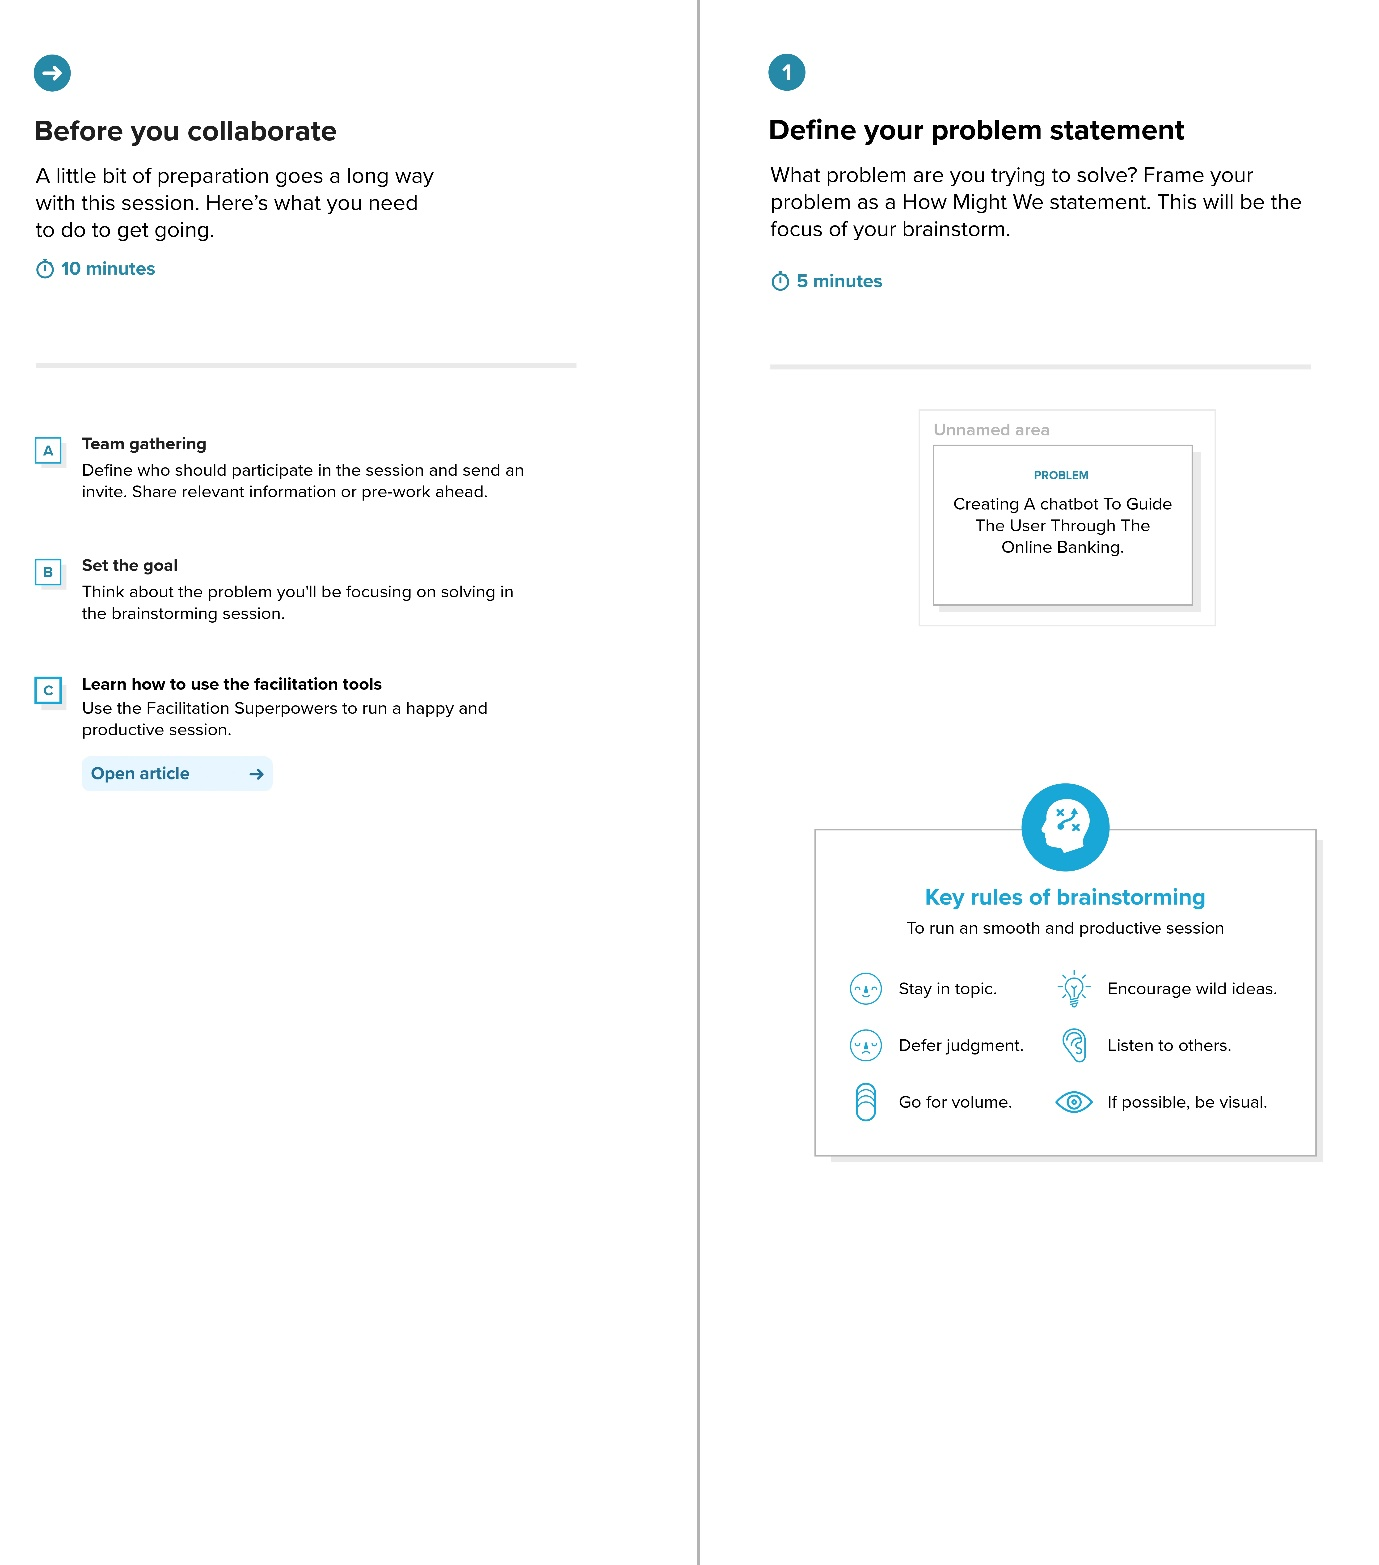 Before you collaborate
A little bit of preparation goes a long way
with this session. Here’s what you need
to do to get going.
10 minutes
A
Team gathering
Define who should participate in the session and send an
invite. Share relevant information or pre-work ahead.
B
Set the goal
Think about the problem you'll be focusing on solving in
the brainstorming session.
C
Learn how to use the facilitation tools
Use the Facilitation Superpowers to run a happy and
productive session.
Open article
1
Define your problem statement
What problem are you trying to solve? Frame your
problem as a How Might We statement. This will be the
focus of your brainstorm.
5 minutes
Unnamed area
PROBLEM
Creating A chatbot To Guide
The User Through The
Online Banking.
Key rules of brainstorming
To run an smooth and productive session
Stay in topic.
Encourage wild ideas.
Defer judgment.
Listen to others.
Go for volume.
If possible, be visual.